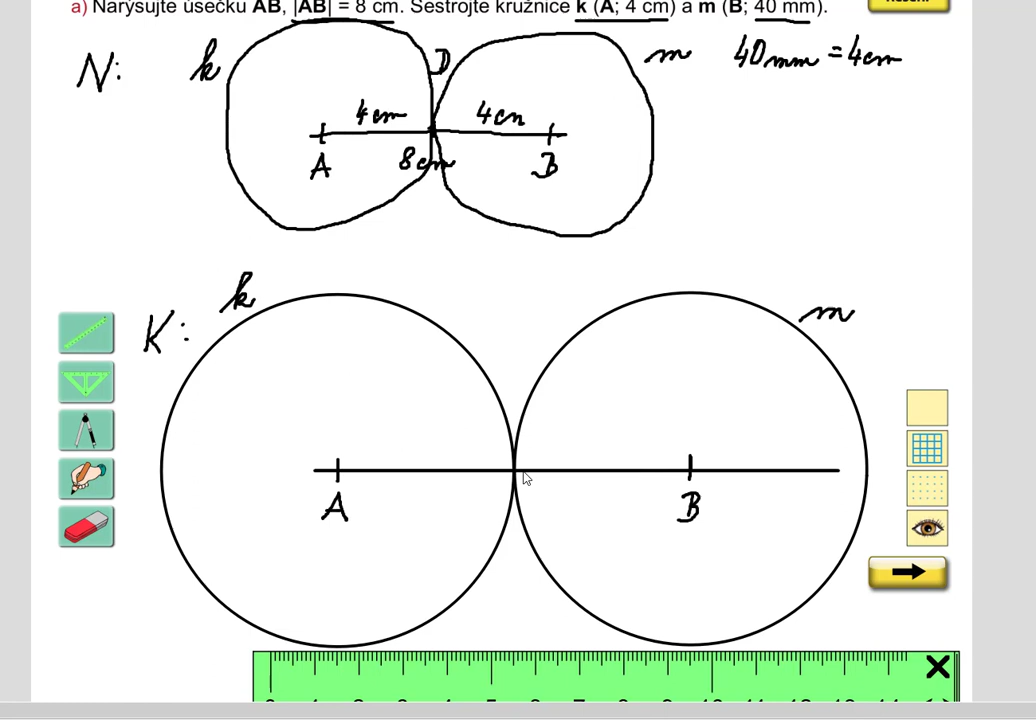 a) Narýsujte úsečku AB, |AB| = 8 cm. Sestrojte kružnice k (A; 4 cm) a m (B; 40 mm).
N: k D m 40mm = 4cm
4cm 4cm
A 8cm B
k
K: m
A B